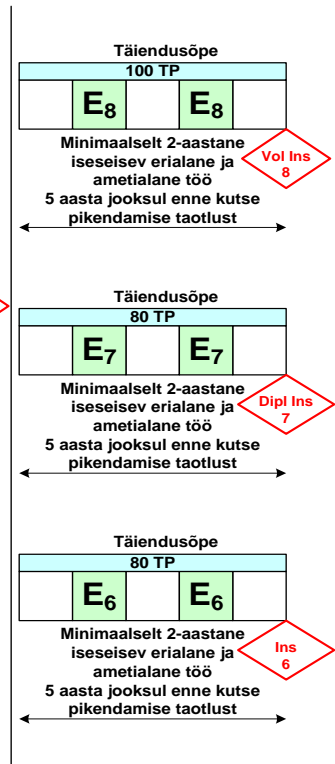 Täiendusõpe
100 TP
E8 E8
Minimaalselt 2-aastane
iseseisev erialane ja
ametialane töö
5 aasta jooksul enne kutse
pikendamise taotlust
Vol Ins
8
Täiendusõpe
80 TP
E7 E7
Minimaalselt 2-aastane
iseseisev erialane ja
ametialane töö
5 aasta jooksul enne kutse
pikendamise taotlust
Dipl Ins
7
Täiendusõpe
80 TP
E6 E6
Minimaalselt 2-aastane
iseseisev erialane ja
ametialane töö
5 aasta jooksul enne kutse
pikendamise taotlust
Ins
6